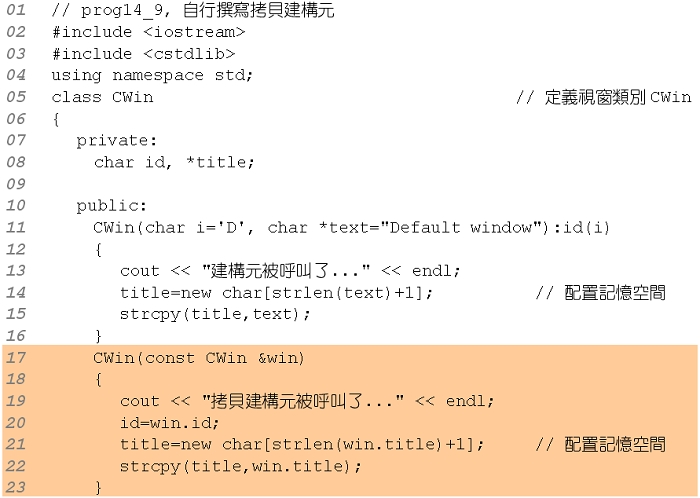 01 // prog14_9, 自行撰寫拷貝建構元
02 #include <iostream>
03 #include <cstdlib>
04 using namespace std;
05 class CWin // 定義視窗類別 CWin
06 {
07 private:
08 char id, *title;
09
10 public:
11 CWin(char i='D', char *text="Default window"):id(i)
12 {
13 cout << "建構元被呼叫了..." << endl;
14 title=new char[strlen(text)+1]; // 配置記憶空間
15 strcpy(title,text);
16 }
17 CWin(const CWin &win)
18 {
19 cout << "拷貝建構元被呼叫了..." << endl;
20 id=win.id;
21 title=new char[strlen(win.title)+1]; // 配置記憶空間
22 strcpy(title,win.title);
23 }